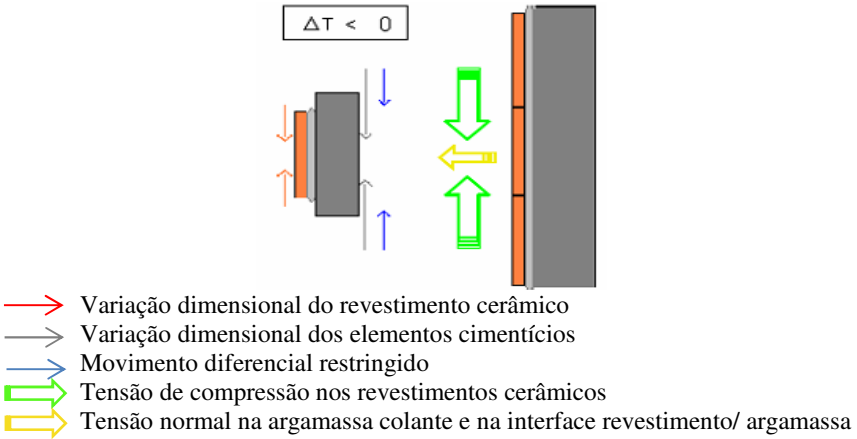 ΔT < 0
Variação dimensional do revestimento cerâmico
Variação dimensional dos elementos cimentícios
Movimento diferencial restringido
Tensão de compressão nos revestimentos cerâmicos
Tensão normal na argamassa colante e na interface revestimento/ argamassa